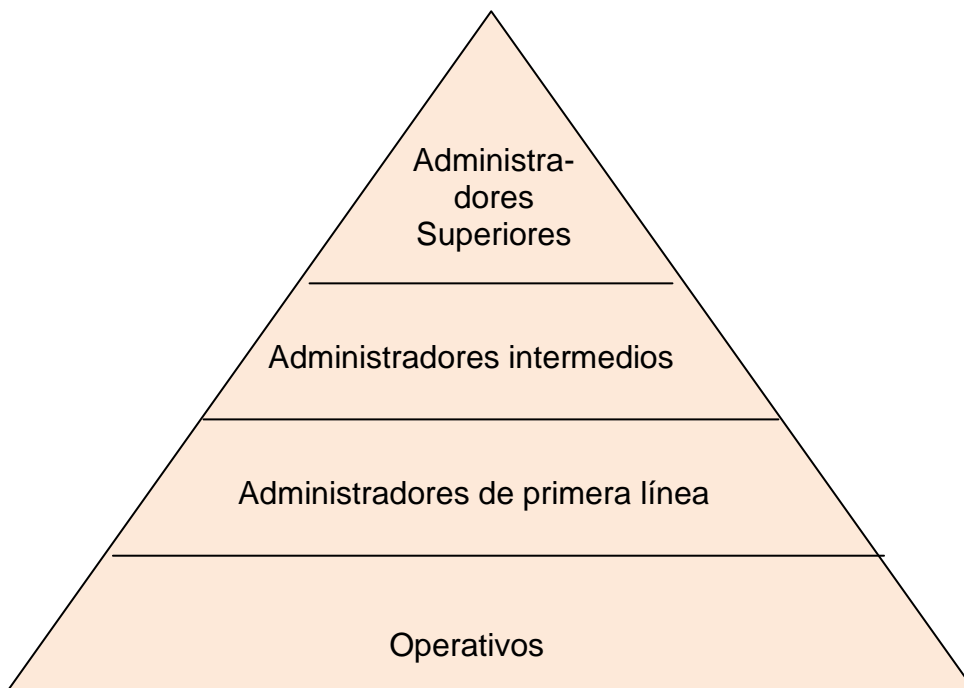 Administra-
dores
Superiores
Administradores intermedios
Administradores de primera línea
Operativos